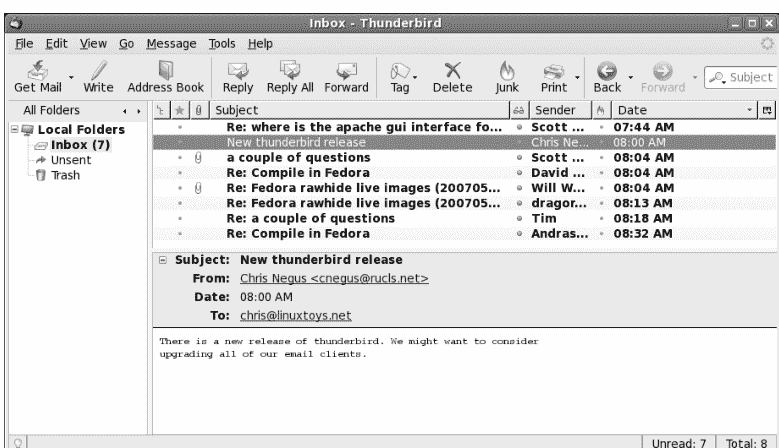 Inbox - Thunderbird
File Edit View Go Message Tools Help
Get Mail Write Address Book Reply Reply All Forward Tag Delete Junk Print Back Forward Subject
All Folders Subject Sender Date
Local Folders
Inbox (7)
Unsent
Trash
Re: where is the apache gui interface fo... Scott ... 07:44 AM
New thunderbird release Chris Ne... 08:00 AM
a couple of questions Scott ... 08:04 AM
Re: Compile in Fedora David ... 08:04 AM
Re: Fedora rawhide live images (200705... Will W... 08:04 AM
Re: Fedora rawhide live images (200705... dragor... 08:13 AM
Re: a couple of questions Tim 08:18 AM
Re: Compile in Fedora Andras... 08:32 AM
Subject: New thunderbird release
From: Chris Negus <cnegus@rucls.net>
Date: 08:00 AM
To: chris@linuxtoys.net
There is a new release of thunderbird. We might want to consider
upgrading all of our email clients.
Unread: 7 Total: 8